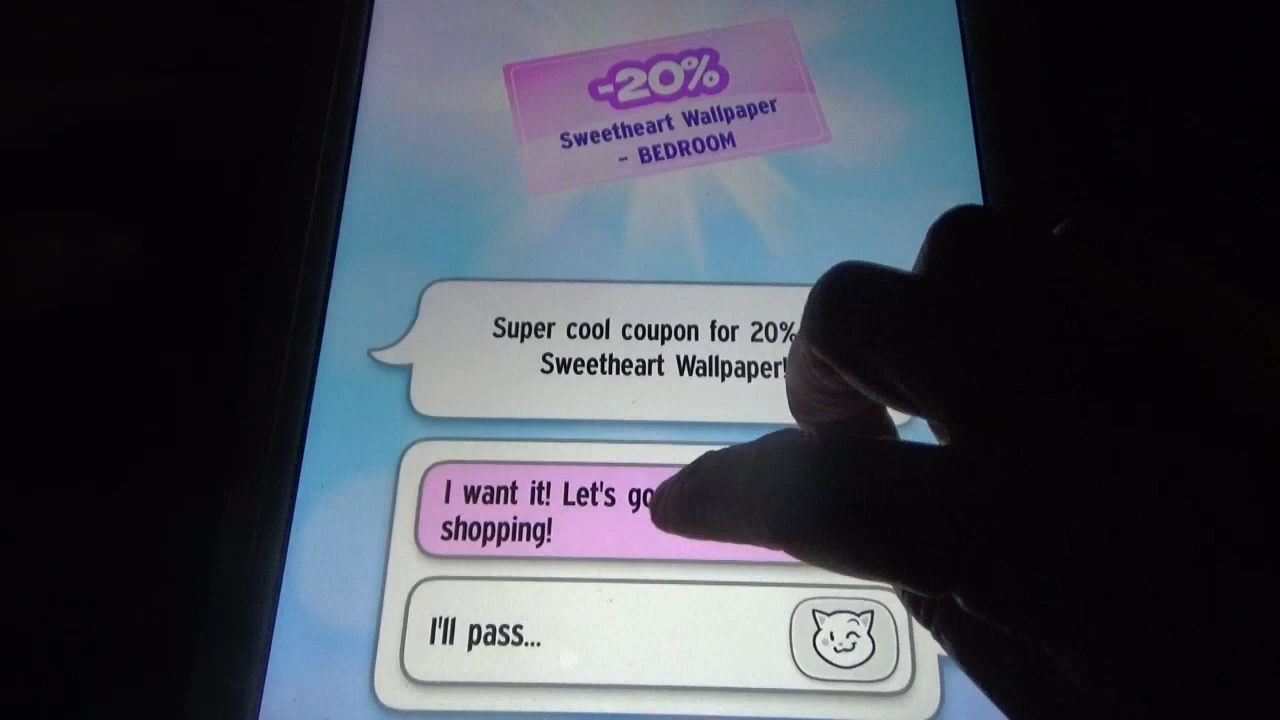 -20%
Sweetheart Wallpaper
- BEDROOM
Super cool coupon for 20%
Sweetheart Wallpaper!
I want it! Let's go
shopping!
I'll pass...